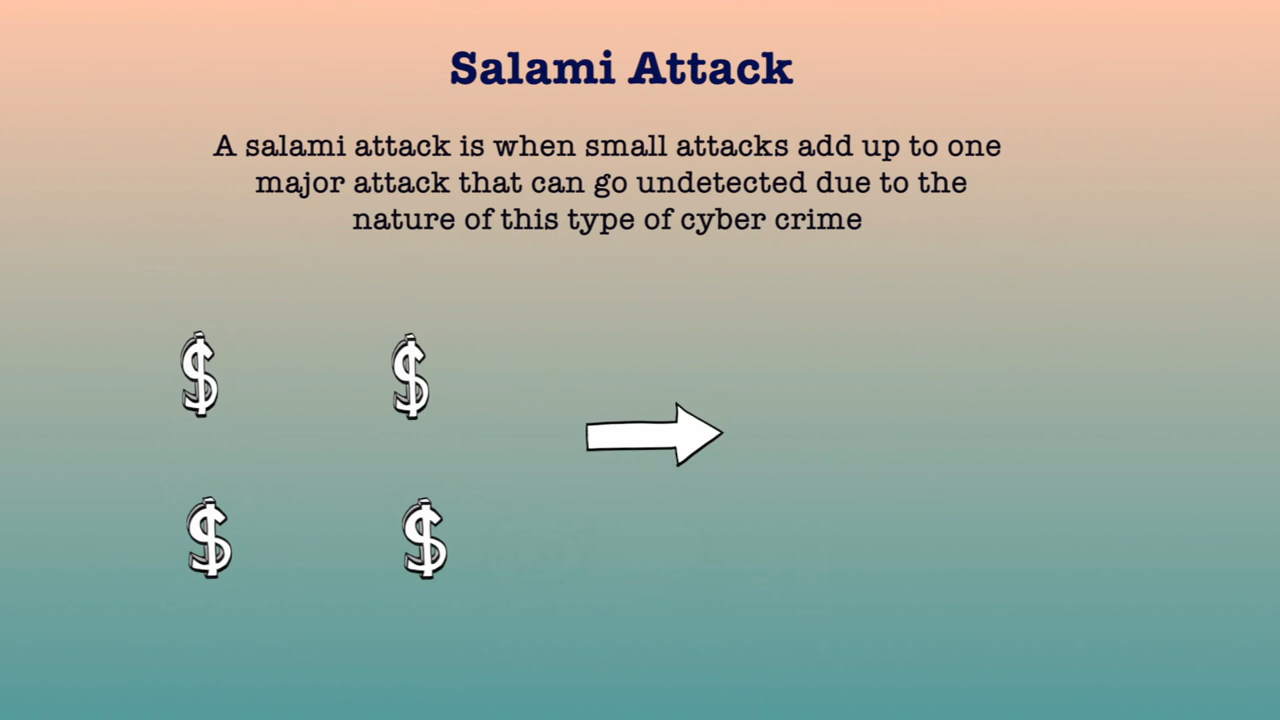 Salami Attack
A salami attack is when small attacks add up to one
major attack that can go undetected due to the
nature of this type of cyber crime
$ $
$ $